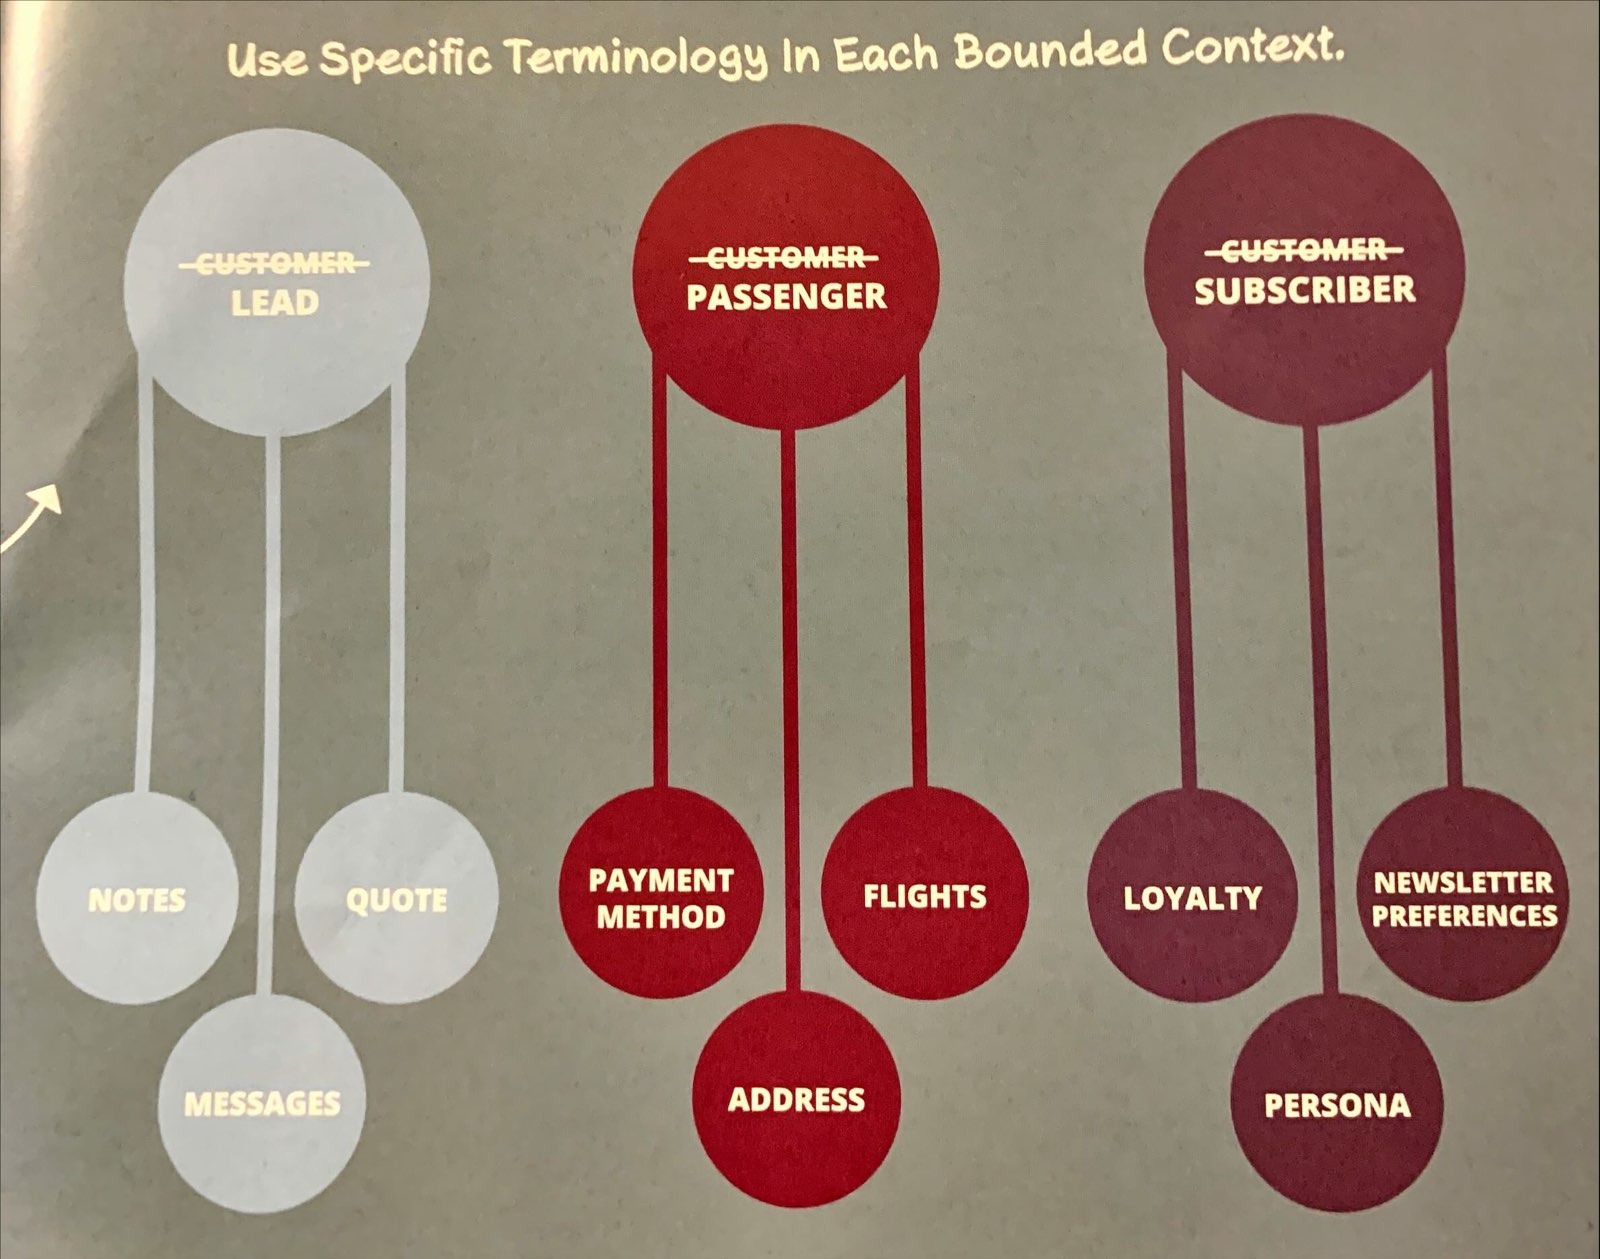 Use Specific Terminology In Each Bounded Context.
CUSTOMER
LEAD
CUSTOMER
PASSENGER
CUSTOMER
SUBSCRIBER
NOTES
QUOTE
MESSAGES
PAYMENT
METHOD
FLIGHTS
ADDRESS
LOYALTY
NEWSLETTER
PREFERENCES
PERSONA